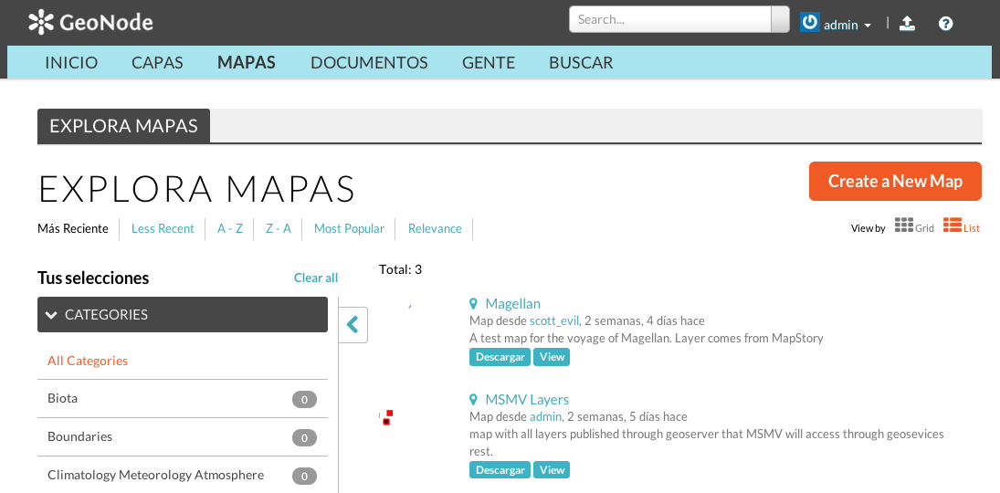 GeoNode
Search...
admin
INICIO CAPAS MAPAS DOCUMENTOS GENTE BUSCAR
EXPLORA MAPAS
EXPLORA MAPAS
Create a New Map
Más Reciente Less Recent A - Z Z - A Most Popular Relevance
View by Grid List
Tus selecciones Clear all
CATEGORIES
All Categories
Biota 0
Boundaries 0
Climatology Meteorology Atmosphere 0
Total: 3
Magellan
Map desde scott_evil, 2 semanas, 4 días hace
A test map for the voyage of Magellan. Layer comes from MapStory
Descargar View
MSMV Layers
Map desde admin, 2 semanas, 5 días hace
map with all layers published through geoserver that MSMV will access through geosevices
rest.
Descargar View